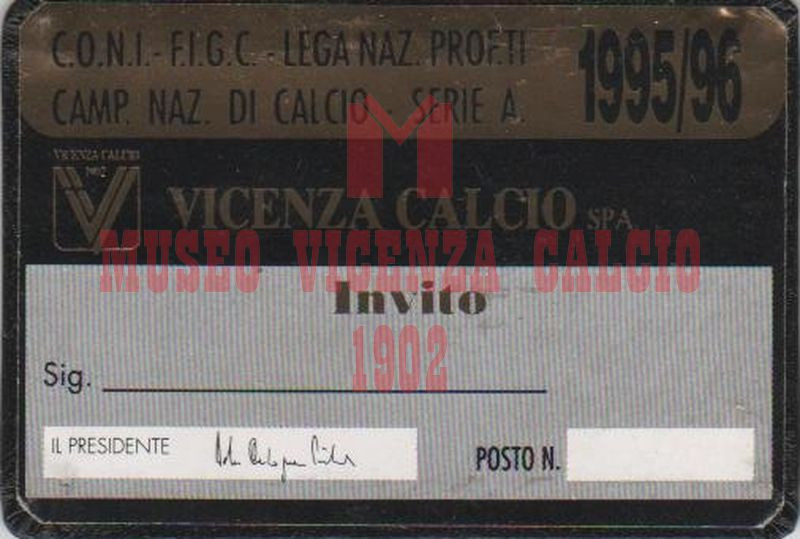 C.O.N.I.- F.I.G.C.- LEGA NAZ. PROF.TI
CAMP. NAZ. DI CALCIO - SERIE A.
1995/96
M
VICENZA CALCIO
1902
VICENZA CALCIO SPA
MUSEO VICENZA CALCIO
1902
Invito
Sig.
IL PRESIDENTE
POSTO N.